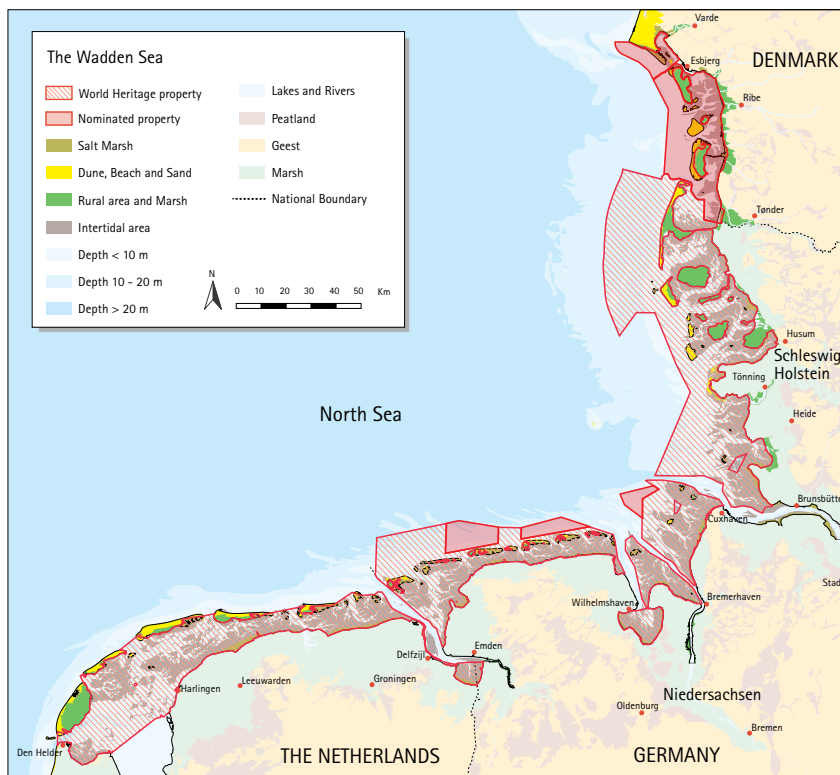 The Wadden Sea
World Heritage property
Nominated property
Salt Marsh
Dune, Beach and Sand
Rural area and Marsh
Intertidal area
Depth < 10 m
Depth 10 - 20 m
Depth > 20 m
Lakes and Rivers
Peatland
Geest
Marsh
National Boundary
N
0 10 20 30 40 50 Km
Varde
Esbjerg
DENMARK
Ribe
Tønder
Husum
Schleswig
Holstein
Tönning
Heide
North Sea
Brunsbütte
Cuxhaven
Stad
Bremerhaven
Wilhelmshaven
Emden
Delfzijl
Groningen
Leeuwarden
Harlingen
Niedersachsen
Oldenburg
Bremen
Den Helder
THE NETHERLANDS
GERMANY